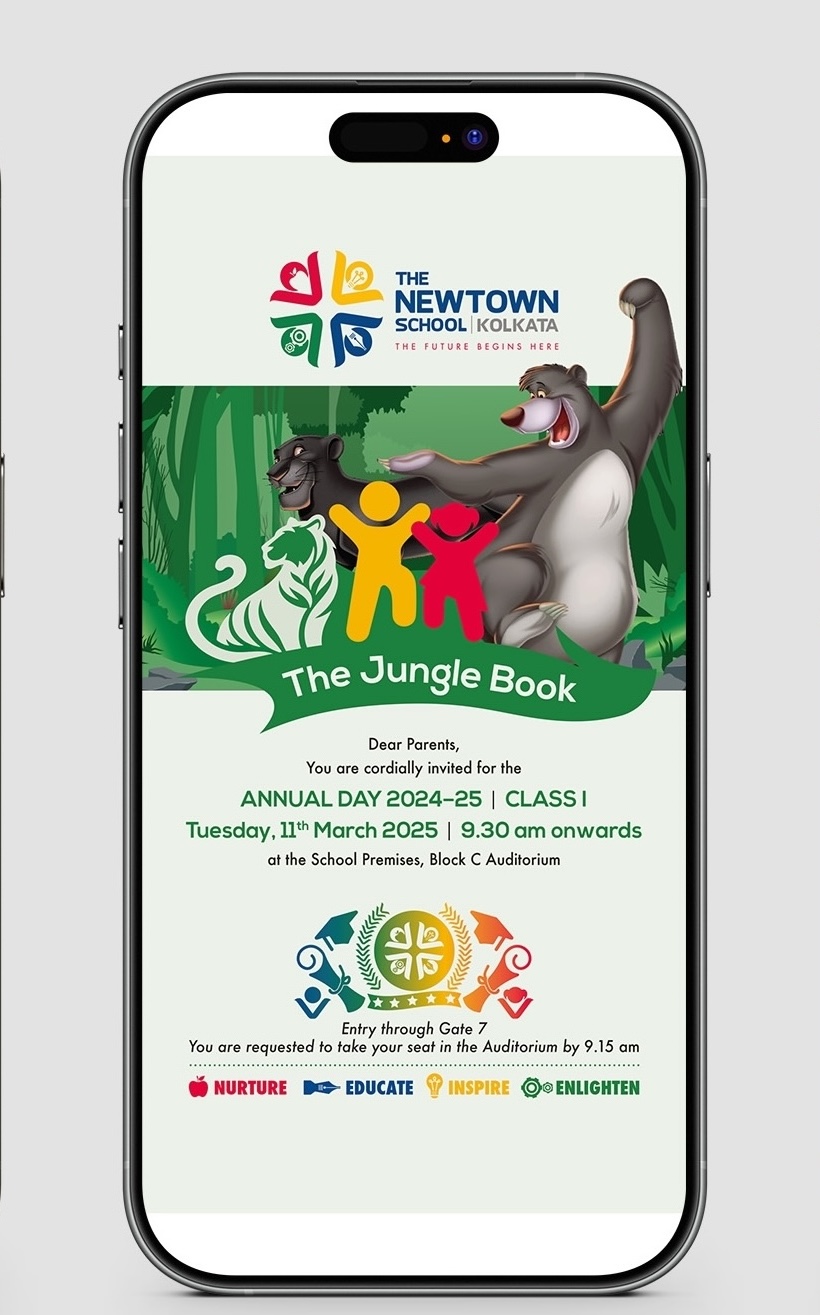 THE
NEWTOWN
SCHOOL | KOLKATA
THE FUTURE BEGINS HERE
The Jungle Book
Dear Parents,
You are cordially invited for the
ANNUAL DAY 2024–25 | CLASS I
Tuesday, 11th March 2025 | 9.30 am onwards
at the School Premises, Block C Auditorium
Entry through Gate 7
You are requested to take your seat in the Auditorium by 9.15 am
NURTURE EDUCATE INSPIRE ENLIGHTEN